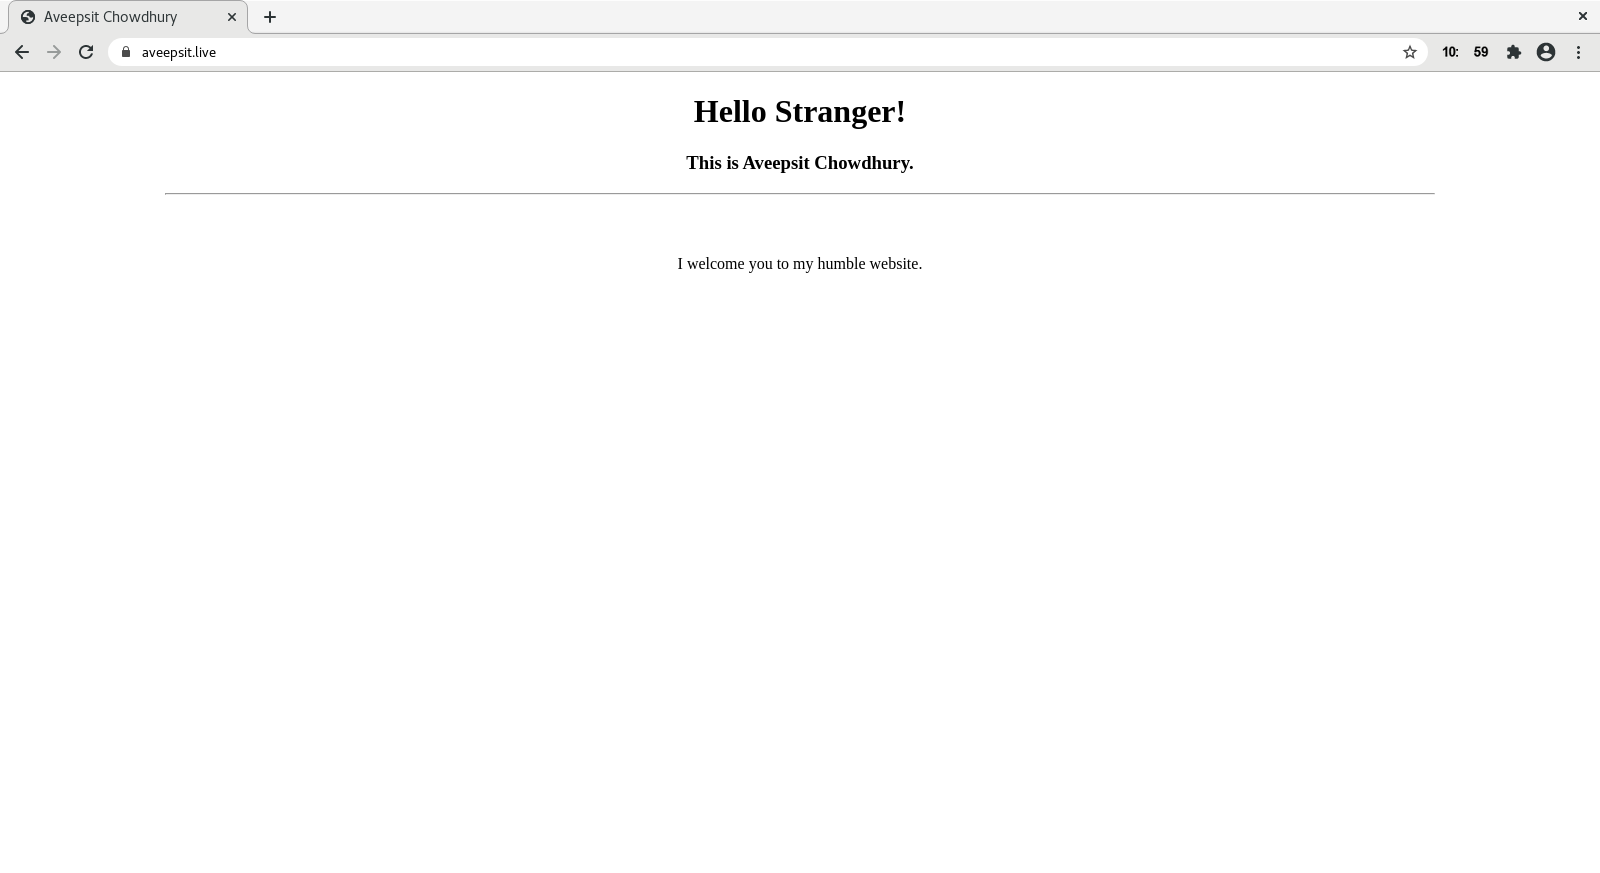 Aveepsit Chowdhury
aveepsit.live
10: 59
Hello Stranger!
This is Aveepsit Chowdhury.
I welcome you to my humble website.